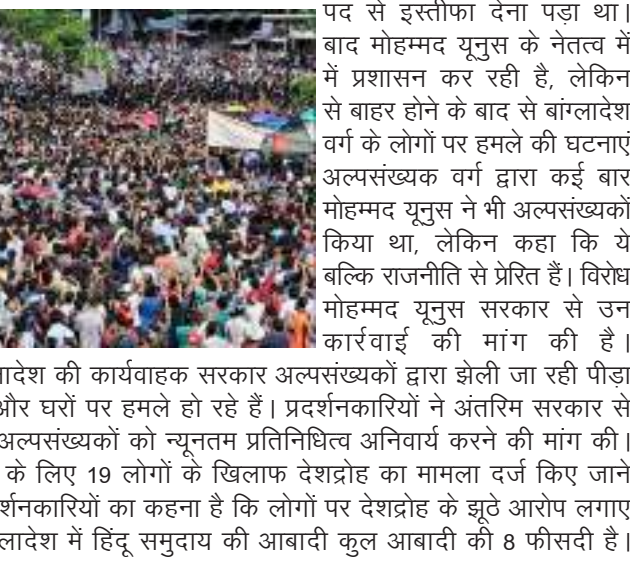 पद से इस्तीफा देना पड़ा था।
बाद मोहम्मद यूनुस के नेतत्व में
में प्रशासन कर रही है, लेकिन
से बाहर होने के बाद से बांग्लादेश
वर्ग के लोगों पर हमले की घटनाएं
अल्पसंख्यक वर्ग द्वारा कई बार
मोहम्मद यूनुस ने भी अल्पसंख्यकों
किया था, लेकिन कहा कि ये
बल्कि राजनीति से प्रेरित हैं। विरोध
मोहम्मद यूनुस सरकार से उन
कार्रवाई की मांग की है।
लादेश की कार्यवाहक सरकार अल्पसंख्यकों द्वारा झेली जा रही पीड़ा
और घरों पर हमले हो रहे हैं। प्रदर्शनकारियों ने अंतरिम सरकार से
अल्पसंख्यकों को न्यूनतम प्रतिनिधित्व अनिवार्य करने की मांग की।
के लिए 19 लोगों के खिलाफ देशद्रोह का मामला दर्ज किए जाने
र्शनकारियों का कहना है कि लोगों पर देशद्रोह के झूठे आरोप लगाए
लादेश में हिंदू समुदाय की आबादी कुल आबादी की 8 फीसदी है।